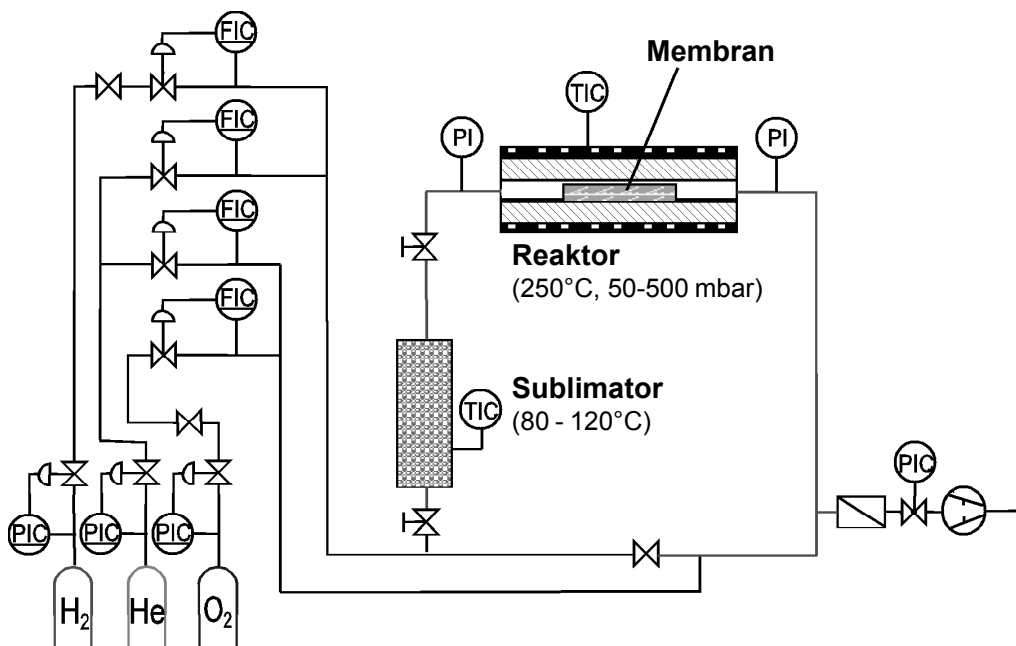 FIC
Membran
FIC
TIC
PI
PI
FIC
Reaktor
(250°C, 50-500 mbar)
FIC
Sublimator
(80 - 120°C)
TIC
PIC
PIC
PIC
PIC
H₂
He
O₂